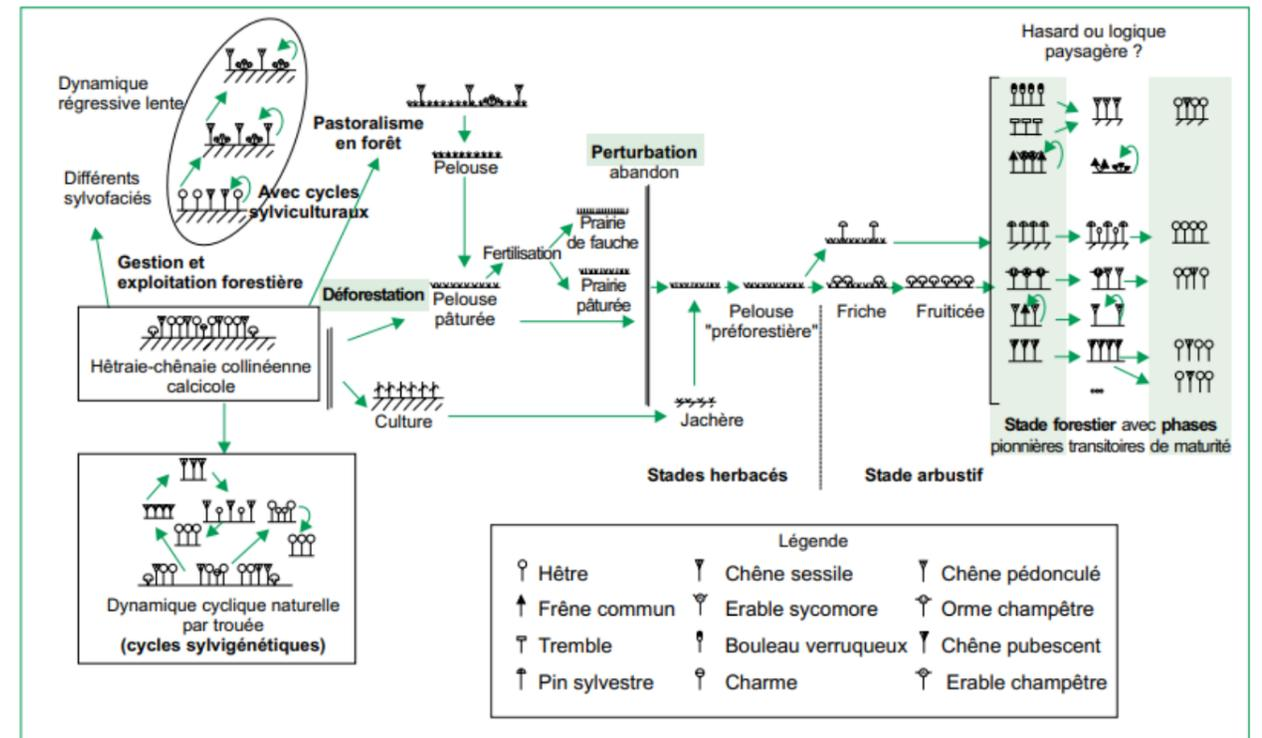 Hasard ou logique
paysagère ?
Dynamique
régressive lente
Pastoralisme
en forêt
Pelouse
Perturbation
abandon
Différents
sylvofaciés
Avec cycles
sylviculturaux
Prairie
de fauche
Fertilisation
Gestion et
exploitation forestière
Déforestation
Pelouse
pâturée
Prairie
pâturée
Pelouse
"préforestière"
Friche
Fruiticée
Hêtraie-chênaie collinéenne
calcicole
Culture
Jachère
Stade forestier avec phases
pionnières transitoires de maturité
Stades herbacés
Stade arbustif
Dynamique cyclique naturelle
par trouée
(cycles sylvigénétiques)
Légende
Hêtre
Chêne sessile
Chêne pédonculé
Frêne commun
Erable sycomore
Orme champêtre
Tremble
Bouleau verruqueux
Chêne pubescent
Pin sylvestre
Charme
Erable champêtre